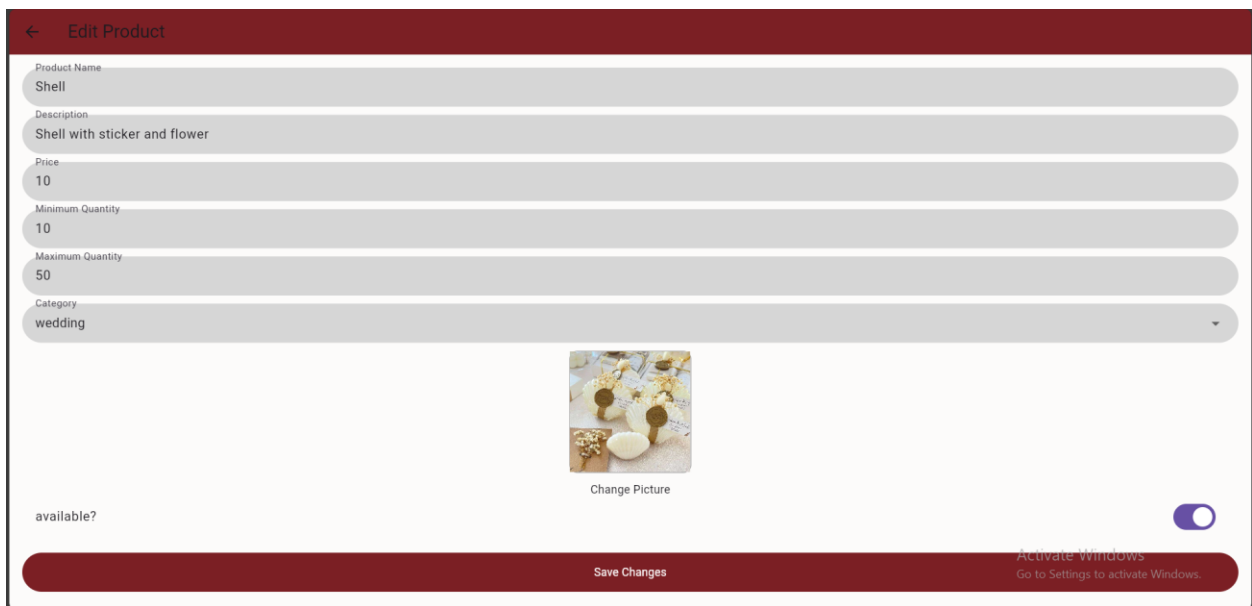 Edit Product
Product Name
Shell
Description
Shell with sticker and flower
Price
10
Minimum Quantity
10
Maximum Quantity
50
Category
wedding
Change Picture
available?
Activate Windows
Save Changes
Go to Settings to activate Windows.